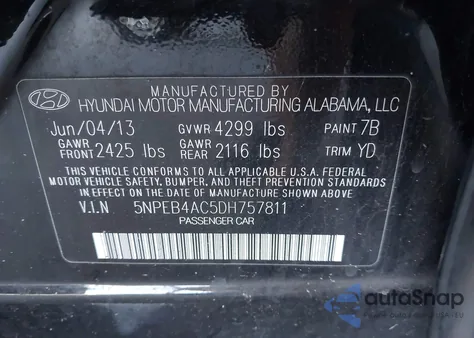 MANUFACTURED BY
HYUNDAI MOTOR MANUFACTURING ALABAMA, LLC
Jun/04/13 GVWR 4299 lbs PAINT 7B
GAWR FRONT 2425 lbs GAWR REAR 2116 lbs TRIM YD
THIS VEHICLE CONFORMS TO ALL APPLICABLE U.S.A. FEDERAL
MOTOR VEHICLE SAFETY, BUMPER, AND THEFT PREVENTION STANDARDS
IN EFFECT ON THE DATE OF MANUFACTURE SHOWN ABOVE
V.I.N 5NPEB4AC5DH757811
PASSENGER CAR
autoSnap